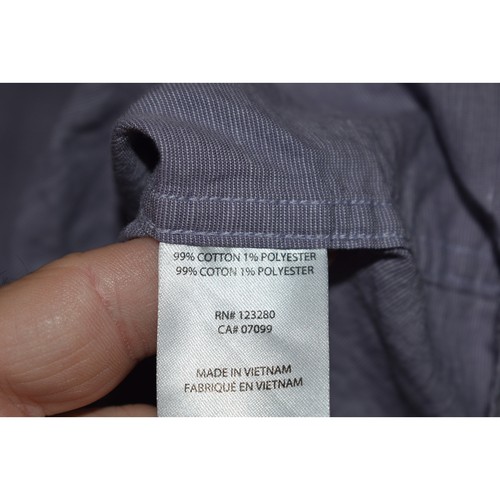 99% COTTON 1% POLYESTER
99% COTON 1% POLYESTER
RN# 123280
CA# 07099
MADE IN VIETNAM
FABRIQUÉ EN VIETNAM